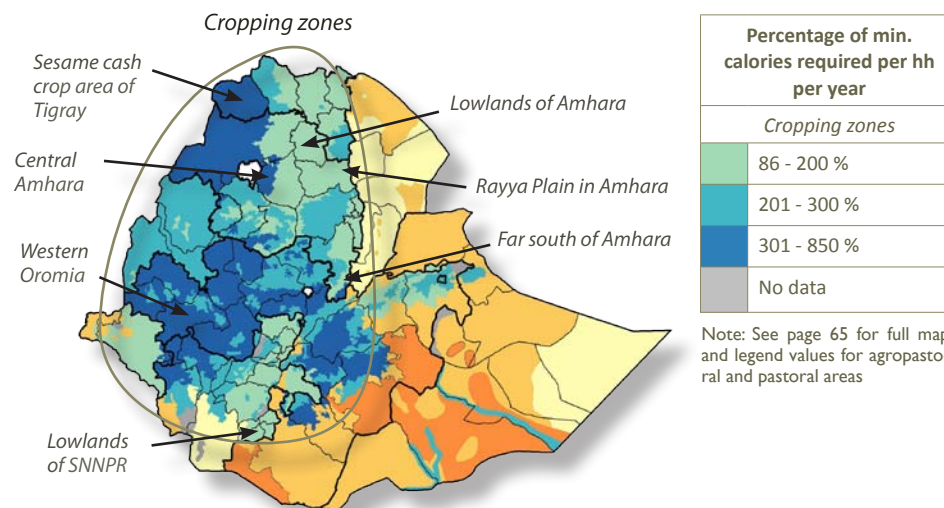 Cropping zones
Sesame cash
crop area of
Tigray
Lowlands of Amhara
Central
Amhara
Rayya Plain in Amhara
Far south of Amhara
Western
Oromia
Lowlands
of SNNPR
Percentage of min.
calories required per hh
per year
Cropping zones
86 - 200 %
201 - 300 %
301 - 850 %
No data
Note: See page 65 for full map
and legend values for agropasto
ral and pastoral areas